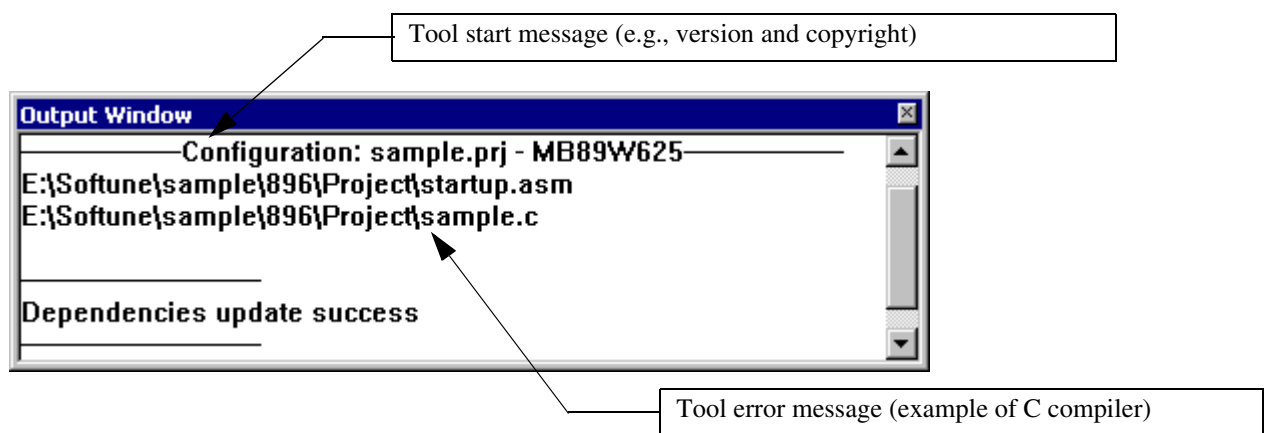 Tool start message (e.g., version and copyright)
Output Window
Configuration: sample.prj - MB89W625
E:\Softune\sample\896\Project\startup.asm
E:\Softune\sample\896\Project\sample.c
Dependencies update success
Tool error message (example of C compiler)